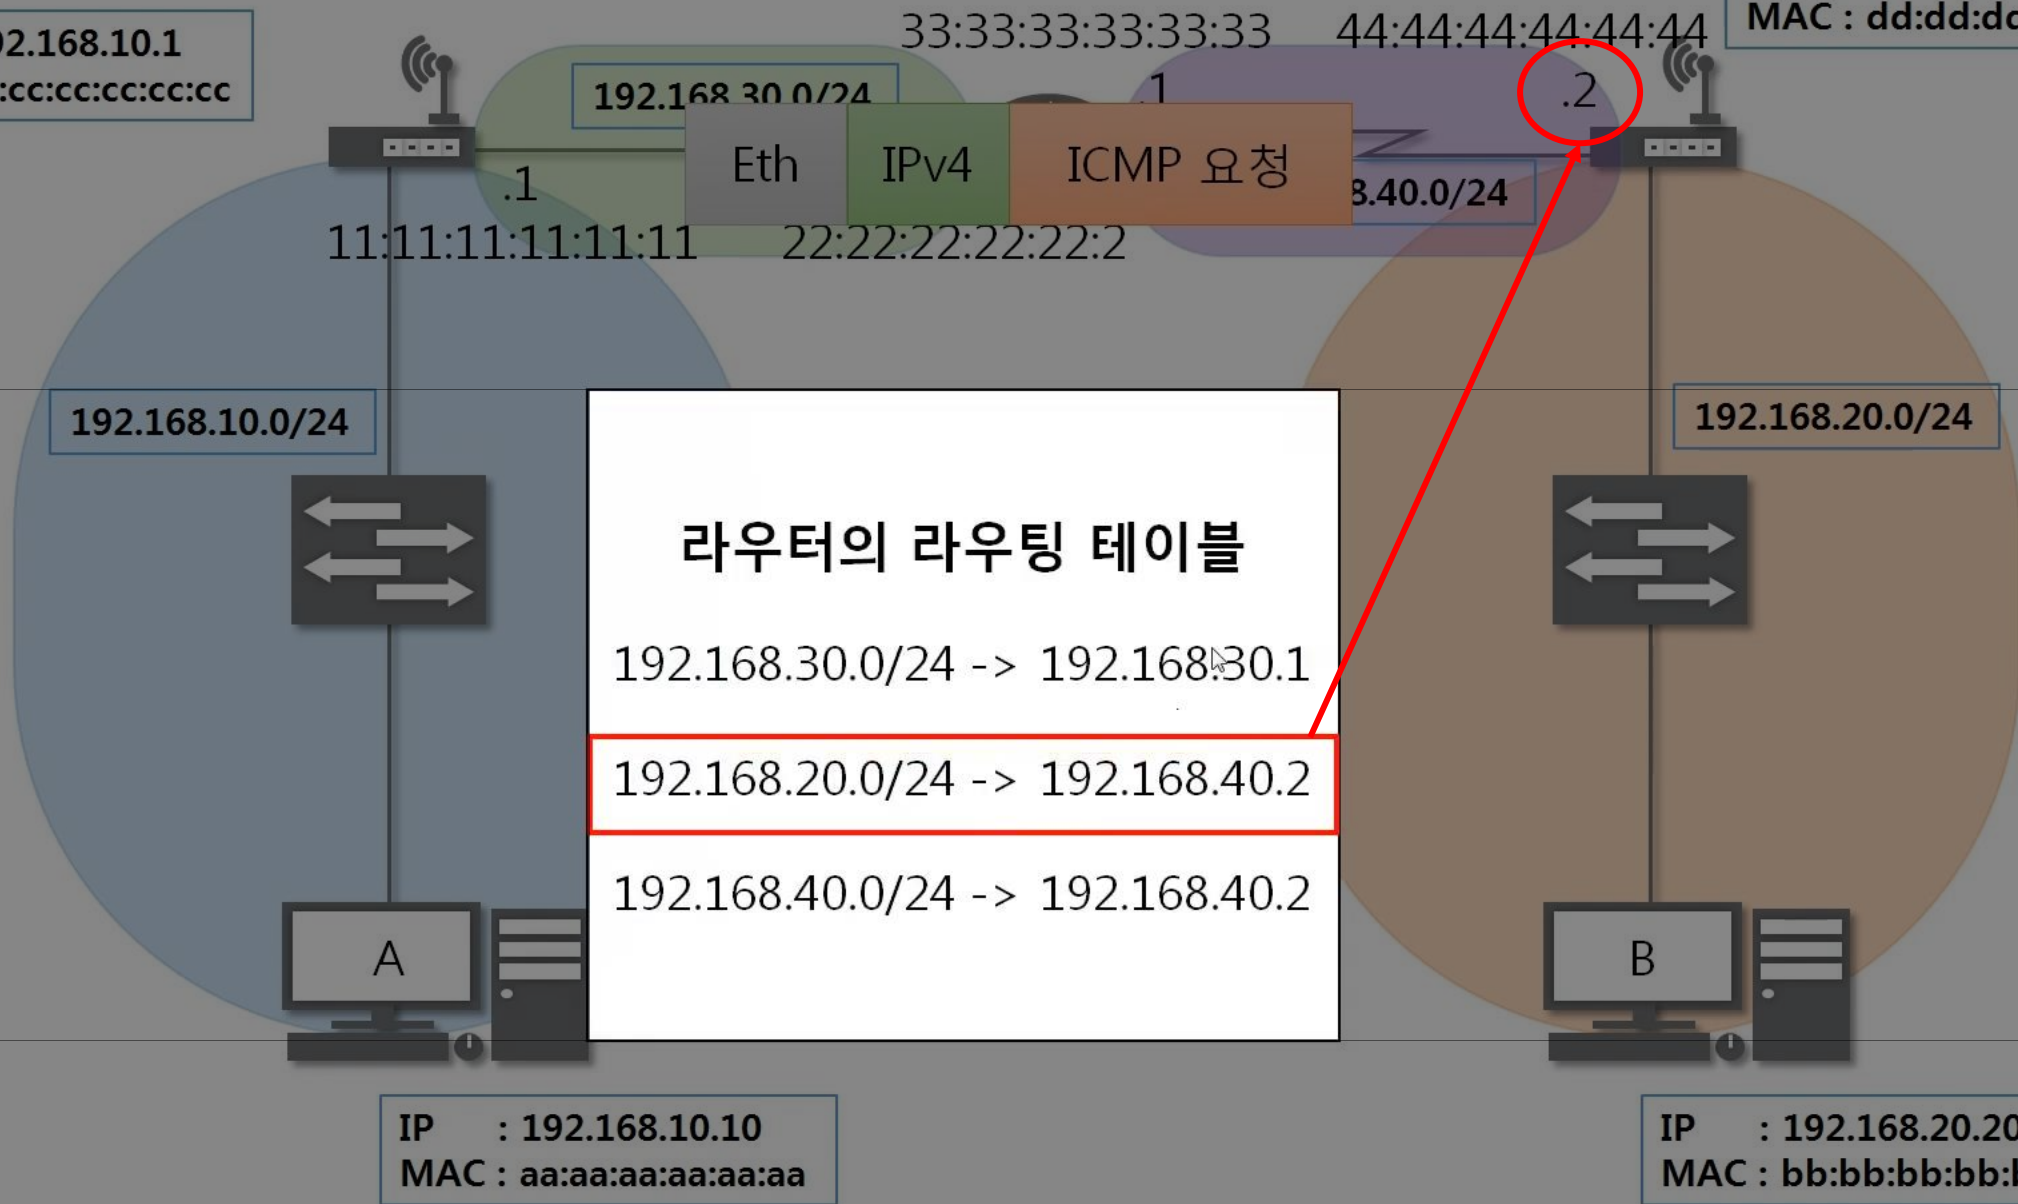 33:33:33:33:33:33
44:44:44:44:44:44
MAC : dd:dd:dd
2.168.10.1
:cc:cc:cc:cc:cc
192.168.30.0/24
.1
.2
Eth
IPv4
ICMP 요청
.1
8.40.0/24
11:11:11:11:11:11
22:22:22:22:22:2
192.168.10.0/24
192.168.20.0/24
라우터의 라우팅 테이블
192.168.30.0/24 -> 192.168.30.1
192.168.20.0/24 -> 192.168.40.2
192.168.40.0/24 -> 192.168.40.2
A
B
IP : 192.168.10.10
MAC : aa:aa:aa:aa:aa:aa
IP : 192.168.20.20
MAC : bb:bb:bb:bb:b